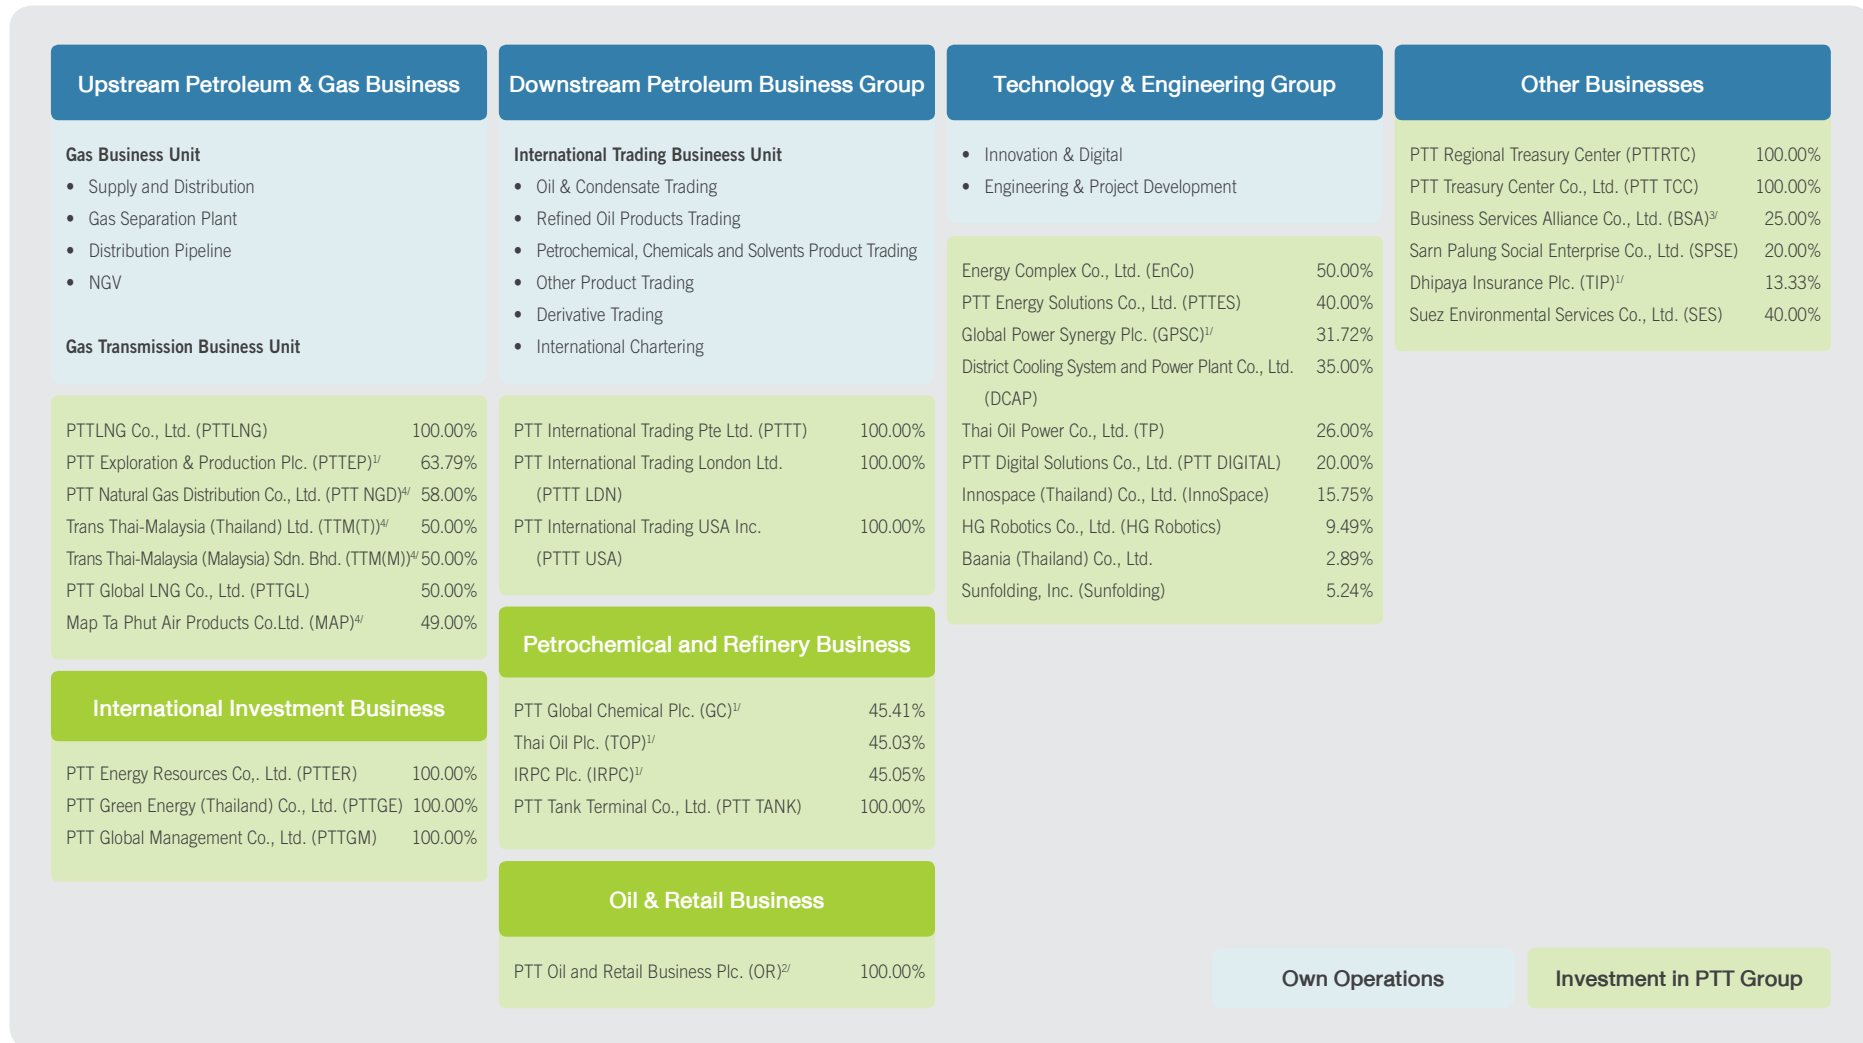 Upstream Petroleum & Gas Business
Gas Business Unit
• Supply and Distribution
• Gas Separation Plant
• Distribution Pipeline
• NGV
Gas Transmission Business Unit
PTTLNG Co., Ltd. (PTTLNG) 100.00%
PTT Exploration & Production Plc. (PTTEP)1/ 63.79%
PTT Natural Gas Distribution Co., Ltd. (PTT NGD)4/ 58.00%
Trans Thai-Malaysia (Thailand) Ltd. (TTM(T))4/ 50.00%
Trans Thai-Malaysia (Malaysia) Sdn. Bhd. (TTM(M))4/ 50.00%
PTT Global LNG Co., Ltd. (PTTGL) 50.00%
Map Ta Phut Air Products Co.Ltd. (MAP)4/ 49.00%
International Investment Business
PTT Energy Resources Co,. Ltd. (PTTER) 100.00%
PTT Green Energy (Thailand) Co., Ltd. (PTTGE) 100.00%
PTT Global Management Co., Ltd. (PTTGM) 100.00%
Downstream Petroleum Business Group
International Trading Busineess Unit
• Oil & Condensate Trading
• Refined Oil Products Trading
• Petrochemical, Chemicals and Solvents Product Trading
• Other Product Trading
• Derivative Trading
• International Chartering
PTT International Trading Pte Ltd. (PTTT) 100.00%
PTT International Trading London Ltd. 100.00%
(PTTT LDN)
PTT International Trading USA Inc. 100.00%
(PTTT USA)
Petrochemical and Refinery Business
PTT Global Chemical Plc. (GC)1/ 45.41%
Thai Oil Plc. (TOP)1/ 45.03%
IRPC Plc. (IRPC)1/ 45.05%
PTT Tank Terminal Co., Ltd. (PTT TANK) 100.00%
Oil & Retail Business
PTT Oil and Retail Business Plc. (OR)2/ 100.00%
Technology & Engineering Group
• Innovation & Digital
• Engineering & Project Development
Energy Complex Co., Ltd. (EnCo) 50.00%
PTT Energy Solutions Co., Ltd. (PTTES) 40.00%
Global Power Synergy Plc. (GPSC)1/ 31.72%
District Cooling System and Power Plant Co., Ltd. 35.00%
(DCAP)
Thai Oil Power Co., Ltd. (TP) 26.00%
PTT Digital Solutions Co., Ltd. (PTT DIGITAL) 20.00%
Innospace (Thailand) Co., Ltd. (InnoSpace) 15.75%
HG Robotics Co., Ltd. (HG Robotics) 9.49%
Baania (Thailand) Co., Ltd. 2.89%
Sunfolding, Inc. (Sunfolding) 5.24%
Other Businesses
PTT Regional Treasury Center (PTTRTC) 100.00%
PTT Treasury Center Co., Ltd. (PTT TCC) 100.00%
Business Services Alliance Co., Ltd. (BSA)3/ 25.00%
Sarn Palung Social Enterprise Co., Ltd. (SPSE) 20.00%
Dhipaya Insurance Plc. (TIP)1/ 13.33%
Suez Environmental Services Co., Ltd. (SES) 40.00%
Own Operations
Investment in PTT Group